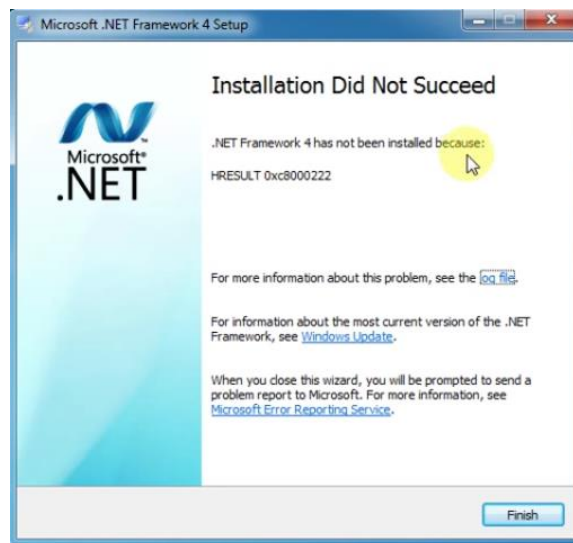 Microsoft .NET Framework 4 Setup
Installation Did Not Succeed
.NET Framework 4 has not been installed because:
HRESULT 0xc8000222
Microsoft®
.NET
For more information about this problem, see the log file.
For information about the most current version of the .NET
Framework, see Windows Update.
When you close this wizard, you will be prompted to send a
problem report to Microsoft. For more information, see
Microsoft Error Reporting Service.
Finish